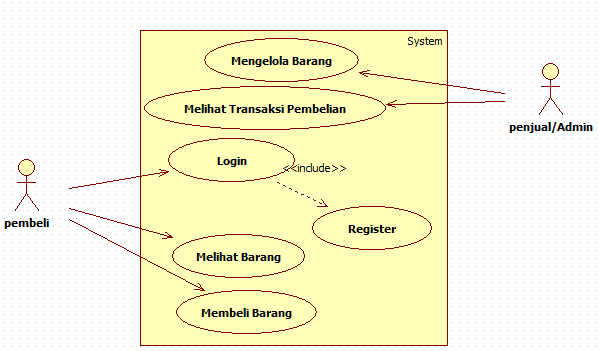 System
Mengelola Barang
Melihat Transaksi Pembelian
penjual/Admin
Login
<<include>>
pembeli
Register
Melihat Barang
Membeli Barang